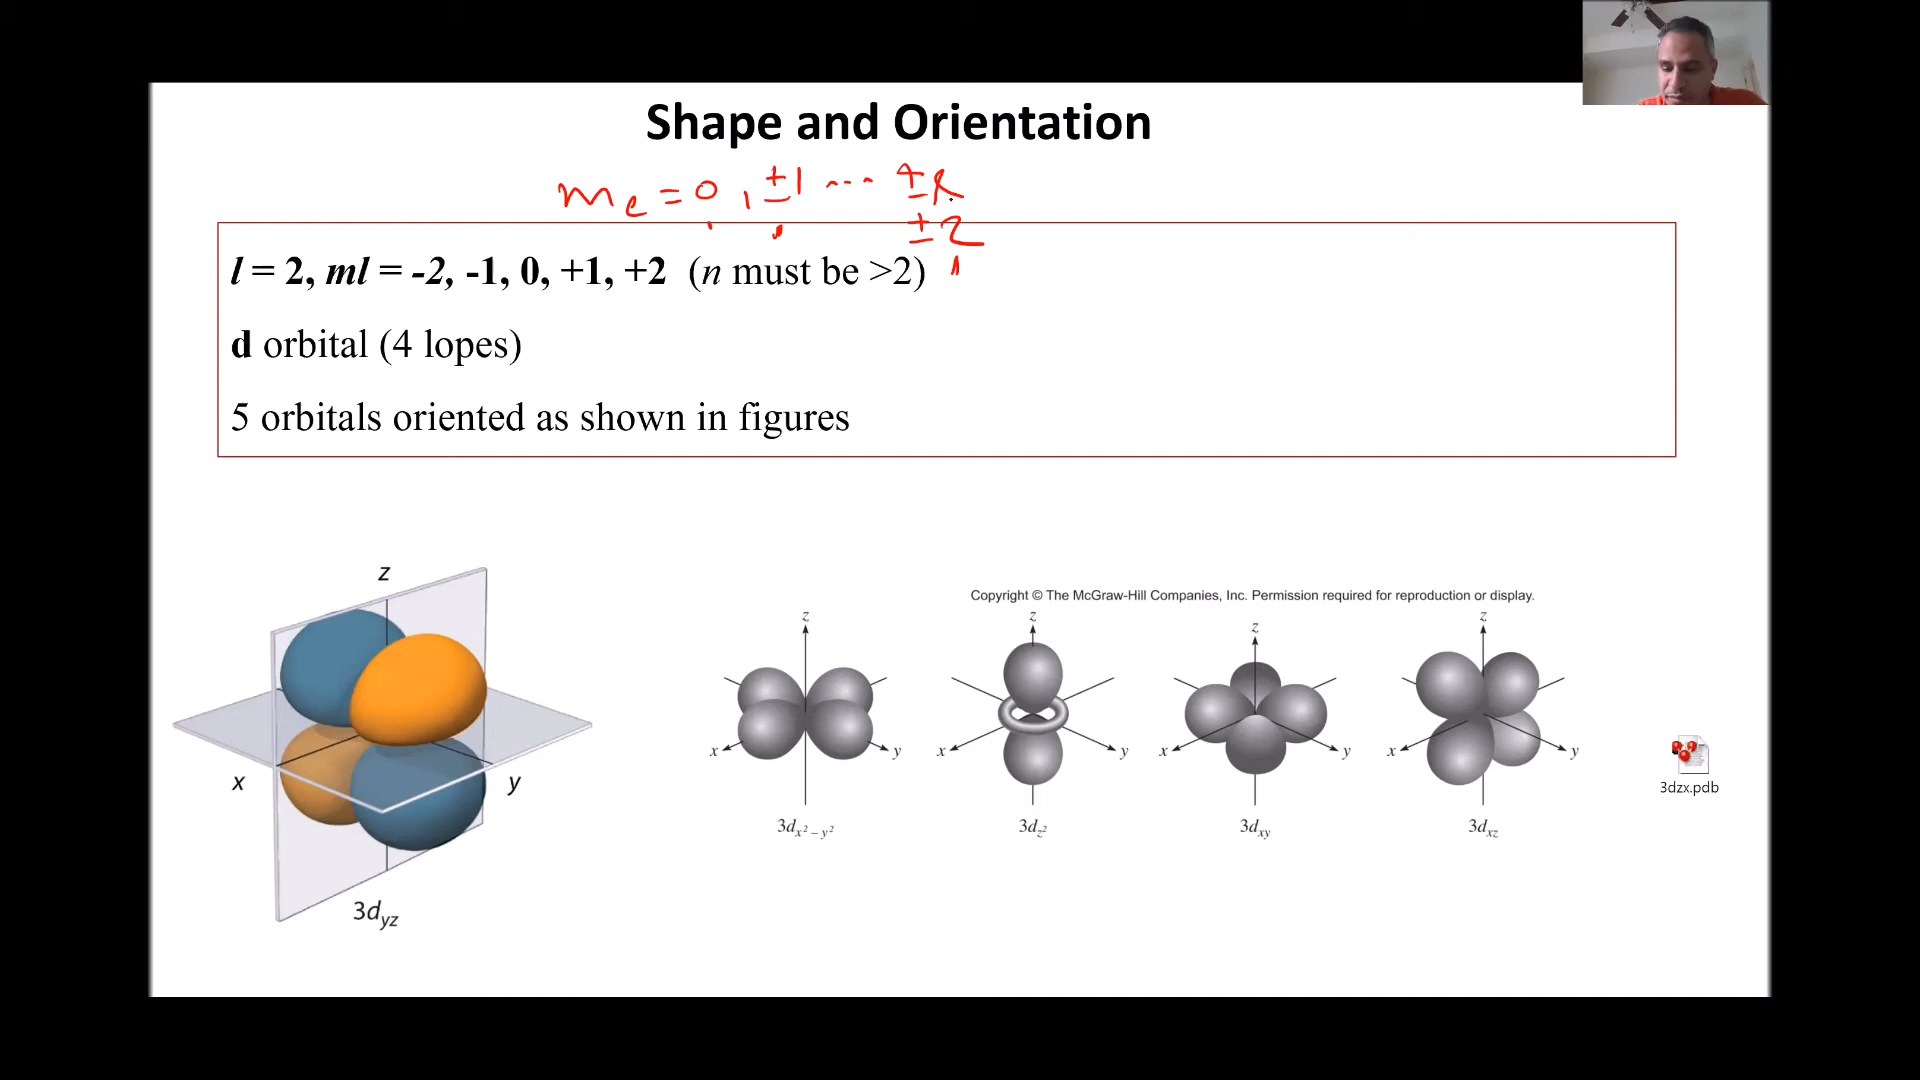 Shape and Orientation
mℓ = 0, ±1 ... ±ℓ
±2
l = 2, ml = -2, -1, 0, +1, +2 (n must be >2)
d orbital (4 lopes)
5 orbitals oriented as shown in figures
z
x
y
3dyz
Copyright © The McGraw-Hill Companies, Inc. Permission required for reproduction or display.
z
x
y
3dx² – y²
z
x
y
3dz²
z
x
y
3dxy
z
x
y
3dxz
3dzx.pdb